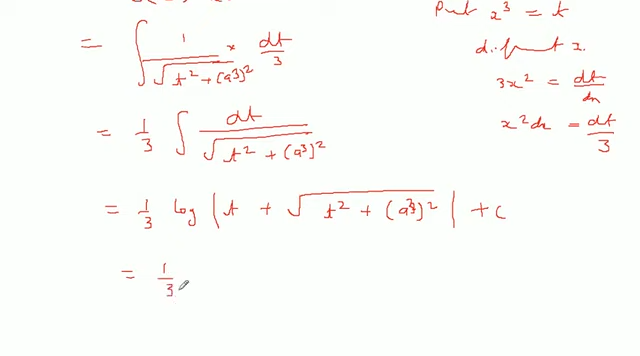 = ∫ 1/√(t² + (a³)²) × dt/3
= 1/3 ∫ dt/√(t² + (a³)²)
= 1/3 log | t + √(t² + (a³)²) | + c
= 1/3
Put x³ = t
diff wrt x.
3x² = dt/dx
x² dx = dt/3